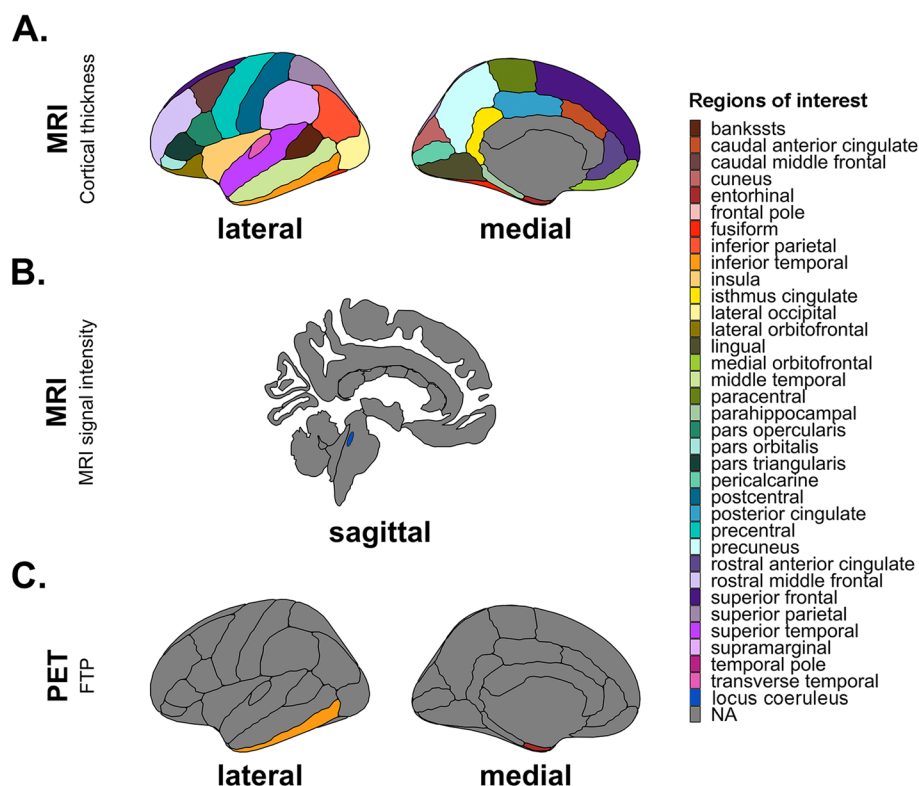 A.
MRI
Cortical thickness
lateral
medial
B.
MRI
MRI signal intensity
sagittal
C.
PET
FTP
lateral
medial
Regions of interest
bankssts
caudal anterior cingulate
caudal middle frontal
cuneus
entorhinal
frontal pole
fusiform
inferior parietal
inferior temporal
insula
isthmus cingulate
lateral occipital
lateral orbitofrontal
lingual
medial orbitofrontal
middle temporal
paracentral
parahippocampal
pars opercularis
pars orbitalis
pars triangularis
pericalcarine
postcentral
posterior cingulate
precentral
precuneus
rostral anterior cingulate
rostral middle frontal
superior frontal
superior parietal
superior temporal
supramarginal
temporal pole
transverse temporal
locus coeruleus
NA